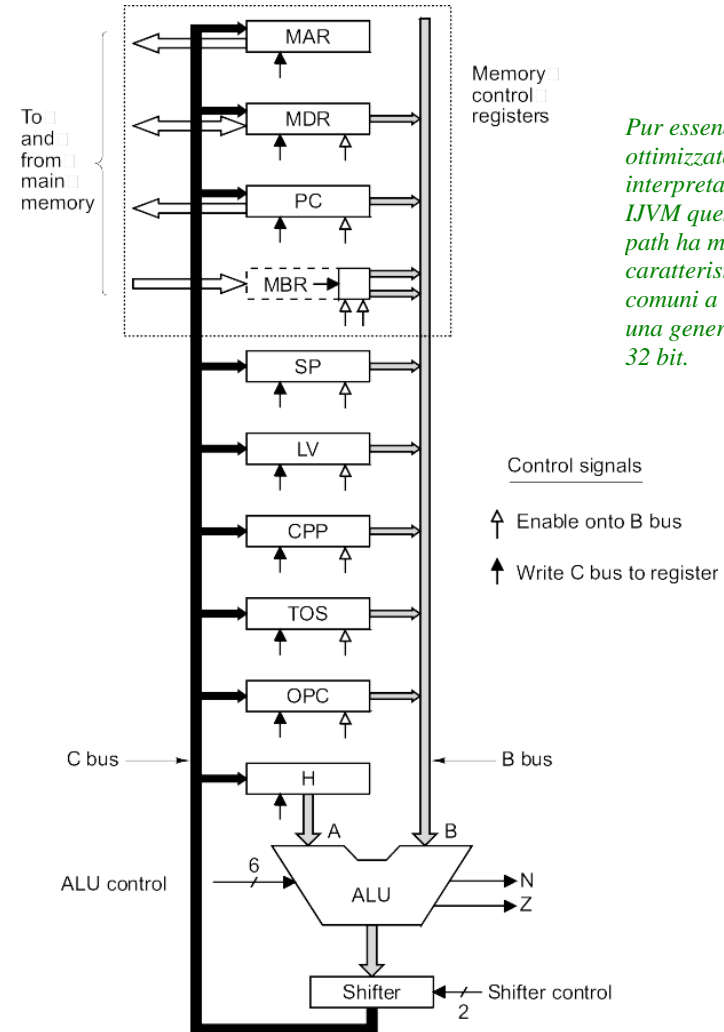 MAR
Memory
control
registers
To
and
from
main
memory
MDR
PC
MBR
Pur essen
ottimizzat
interpreta
IJVM que
path ha m
caratteris
comuni a
una gener
32 bit.
SP
LV
CPP
TOS
OPC
H
Control signals
Enable onto B bus
Write C bus to register
C bus
B bus
A
B
6
ALU control
ALU
N
Z
Shifter
Shifter control
2